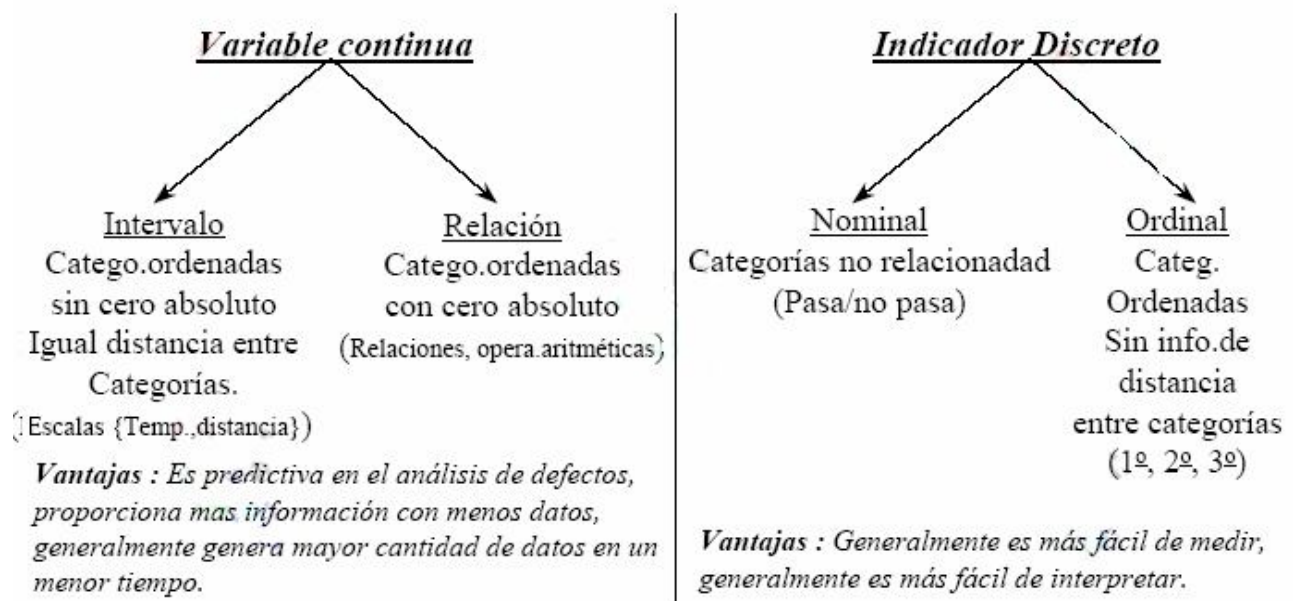 Variable continua
Intervalo
Catego.ordenadas
sin cero absoluto
Igual distancia entre
Categorías.
(Escalas {Temp.,distancia})
Relación
Catego.ordenadas
con cero absoluto
(Relaciones, opera.aritméticas)
Vantajas : Es predictiva en el análisis de defectos,
proporciona mas información con menos datos,
generalmente genera mayor cantidad de datos en un
menor tiempo.
Indicador Discreto
Nominal
Categorías no relacionadad
(Pasa/no pasa)
Ordinal
Categ.
Ordenadas
Sin info.de
distancia
entre categorías
(1º, 2º, 3º)
Vantajas : Generalmente es más fácil de medir,
generalmente es más fácil de interpretar.